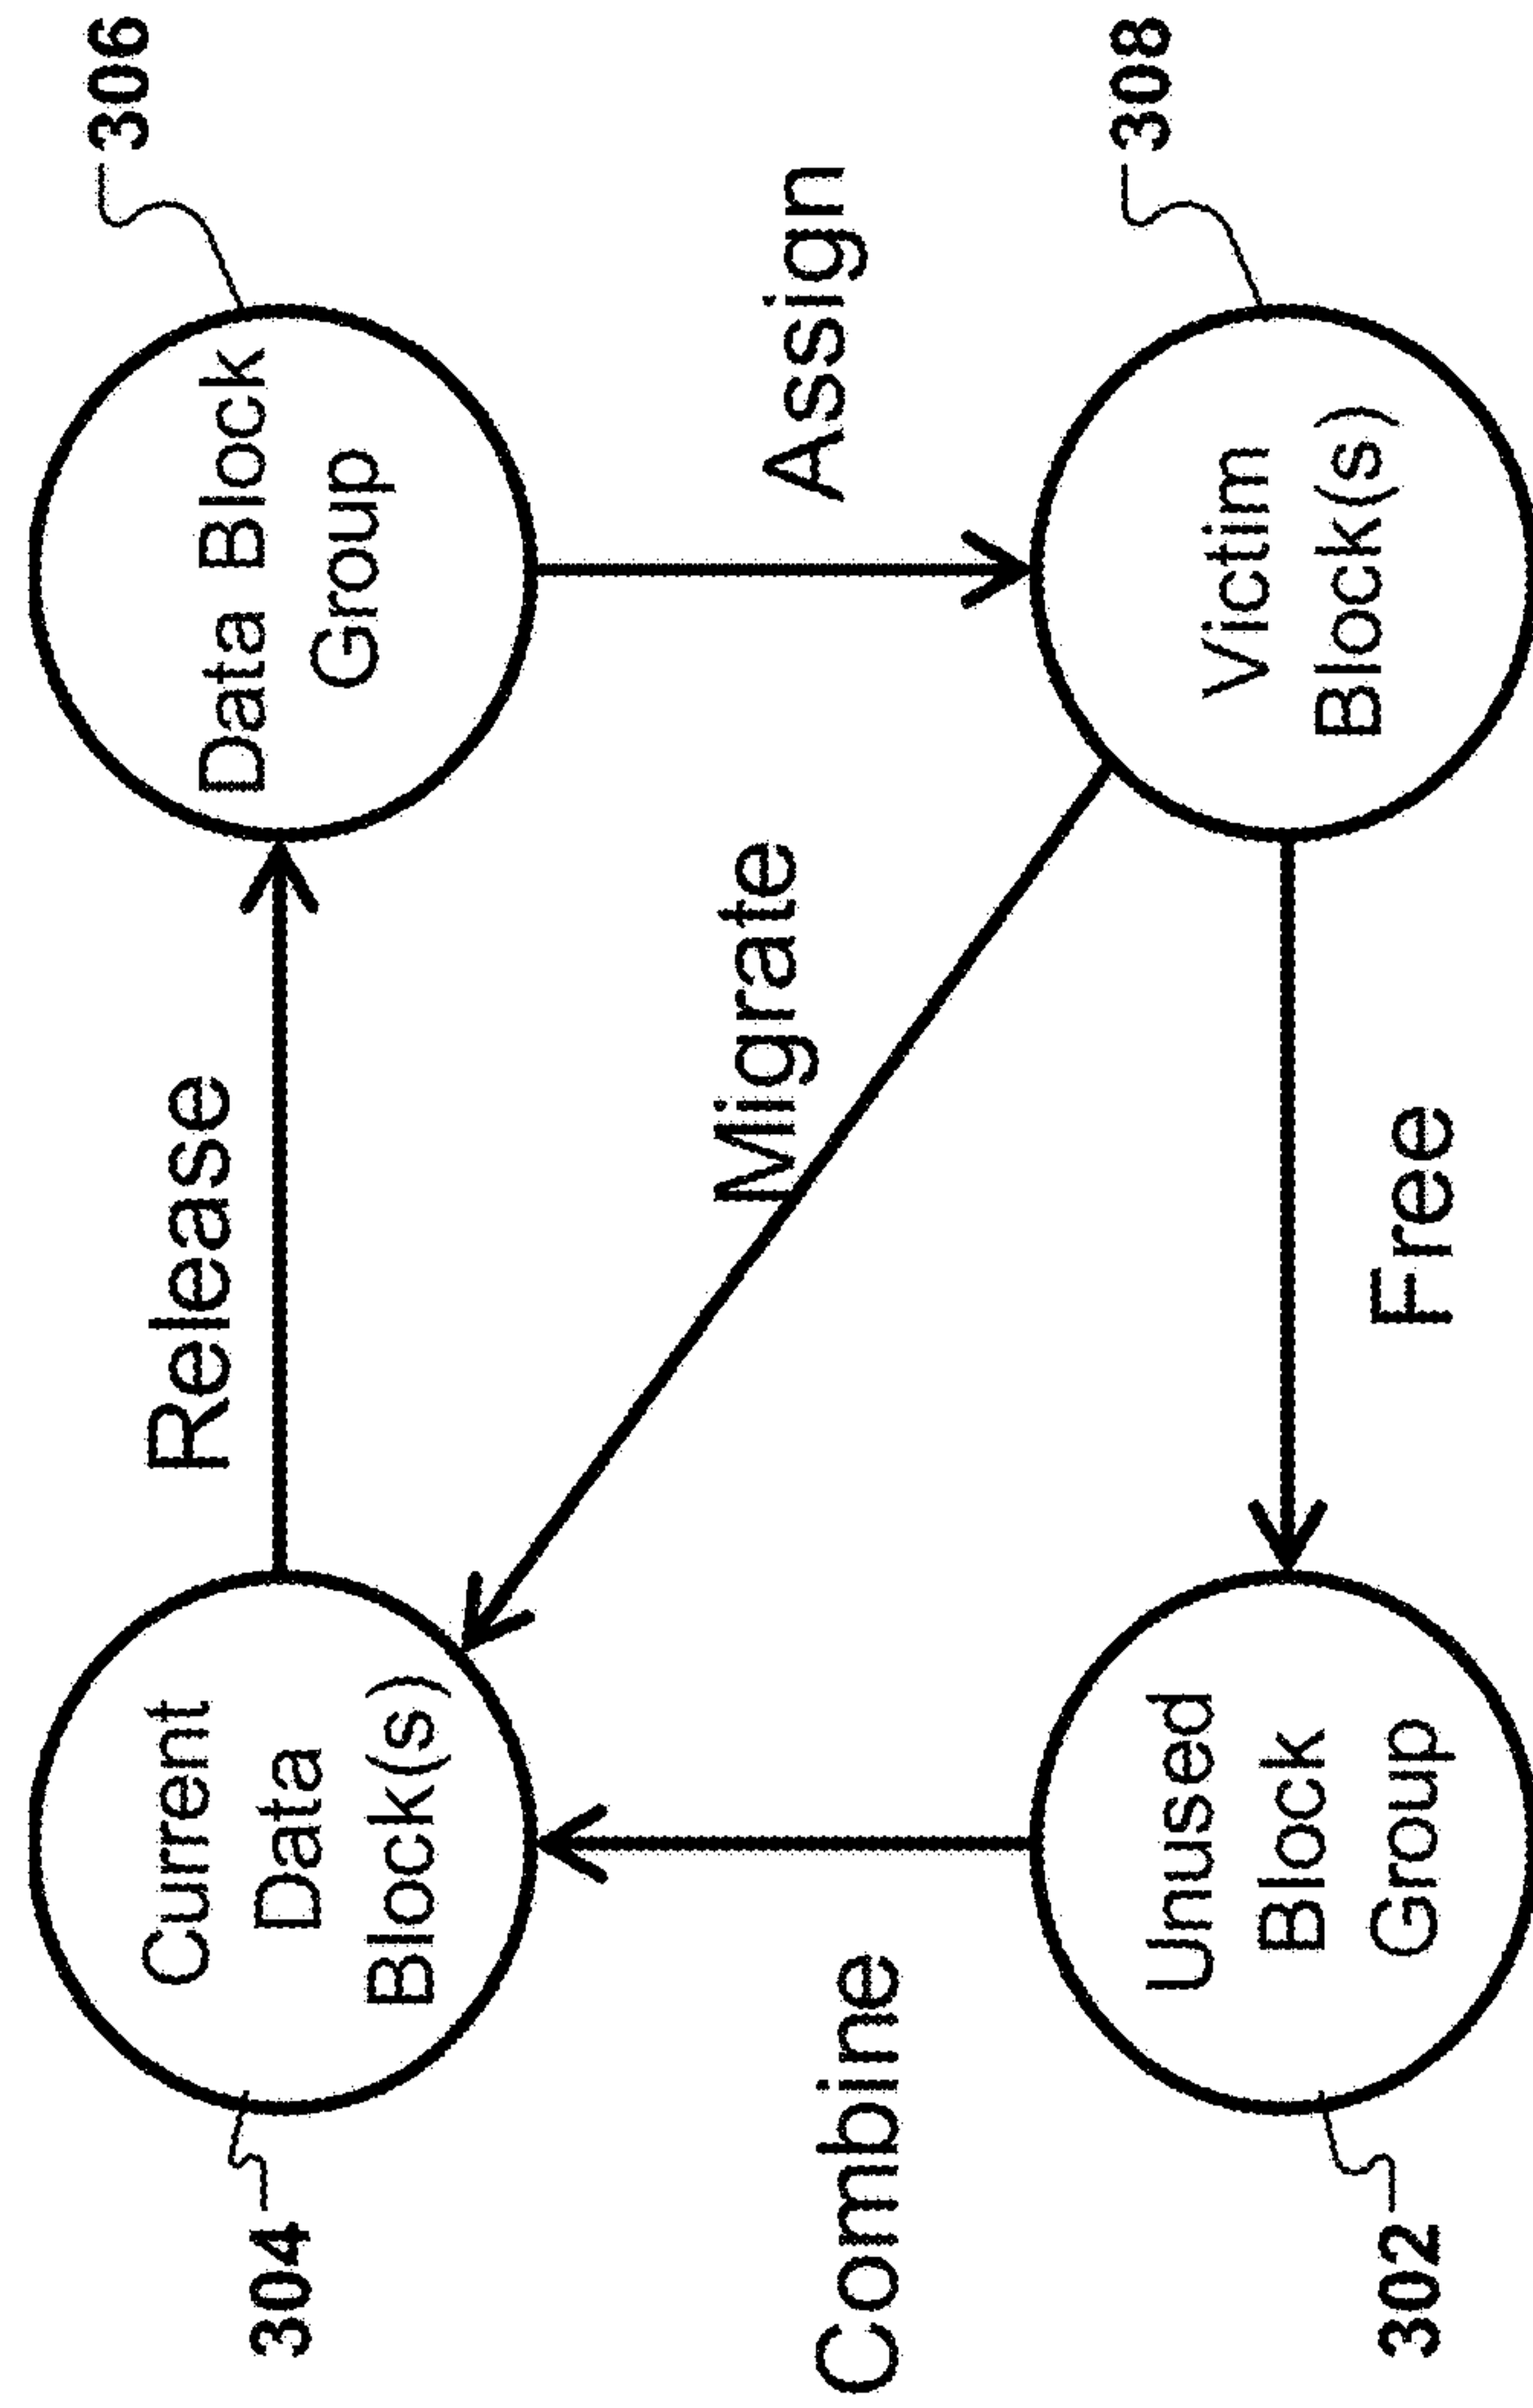 304
Current
Data
Block(s)
Release
Data Block
Group
306
Combine
Migrate
Assign
302
Unused
Block
Group
Free
Victim
Block(s)
308